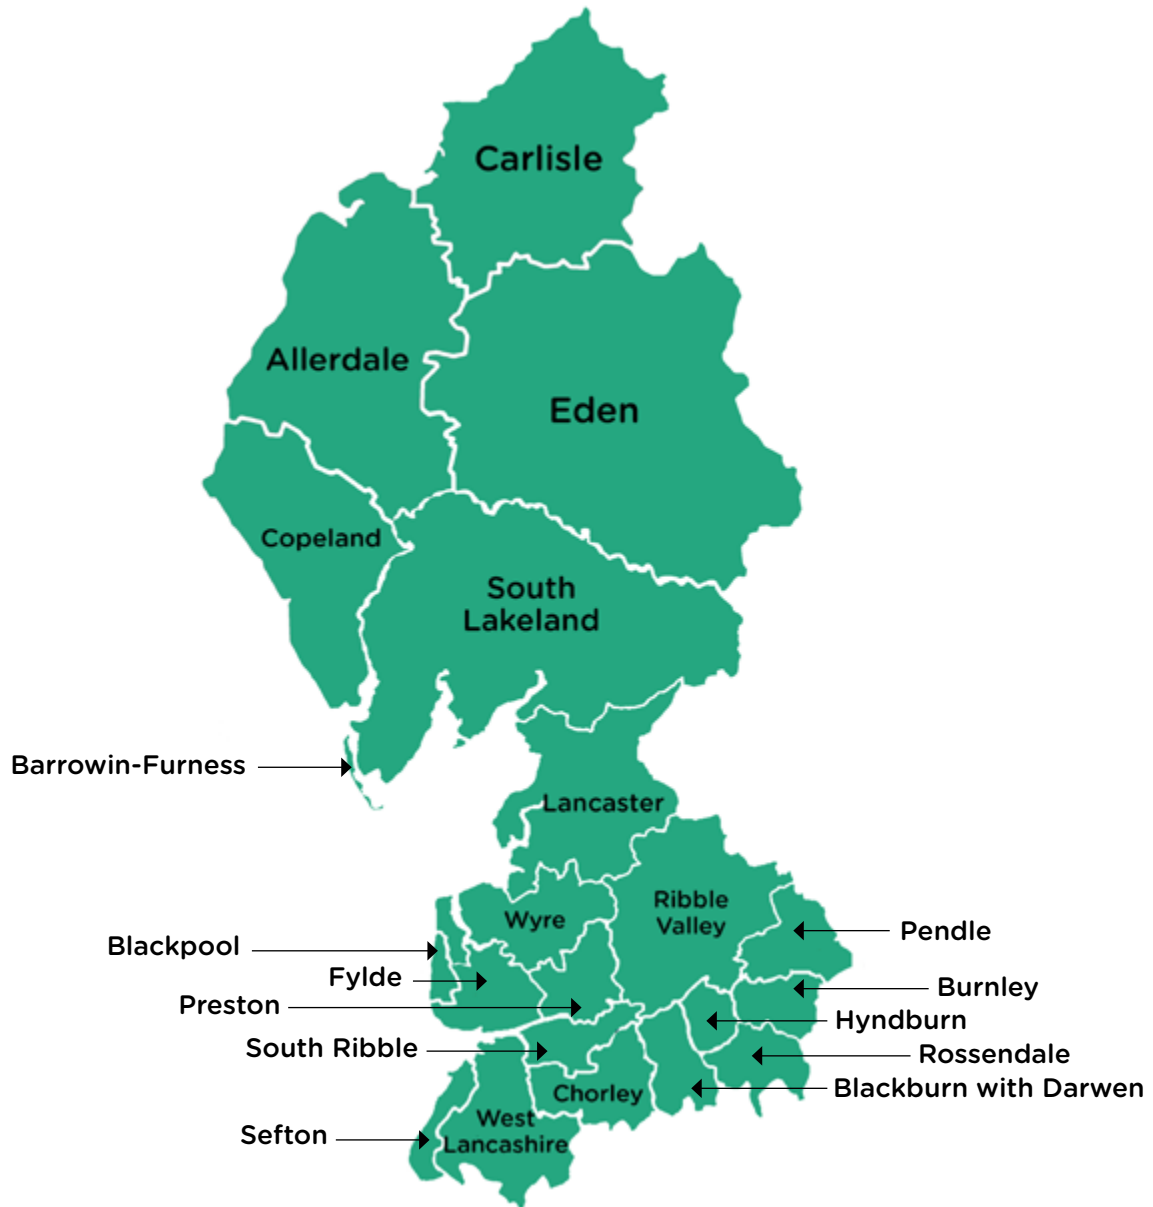 Carlisle
Allerdale
Eden
Copeland
South
Lakeland
Barrowin-Furness
Lancaster
Ribble
Valley
Wyre
Pendle
Blackpool
Fylde
Burnley
Preston
Hyndburn
South Ribble
Rossendale
Blackburn with Darwen
Chorley
West
Lancashire
Sefton